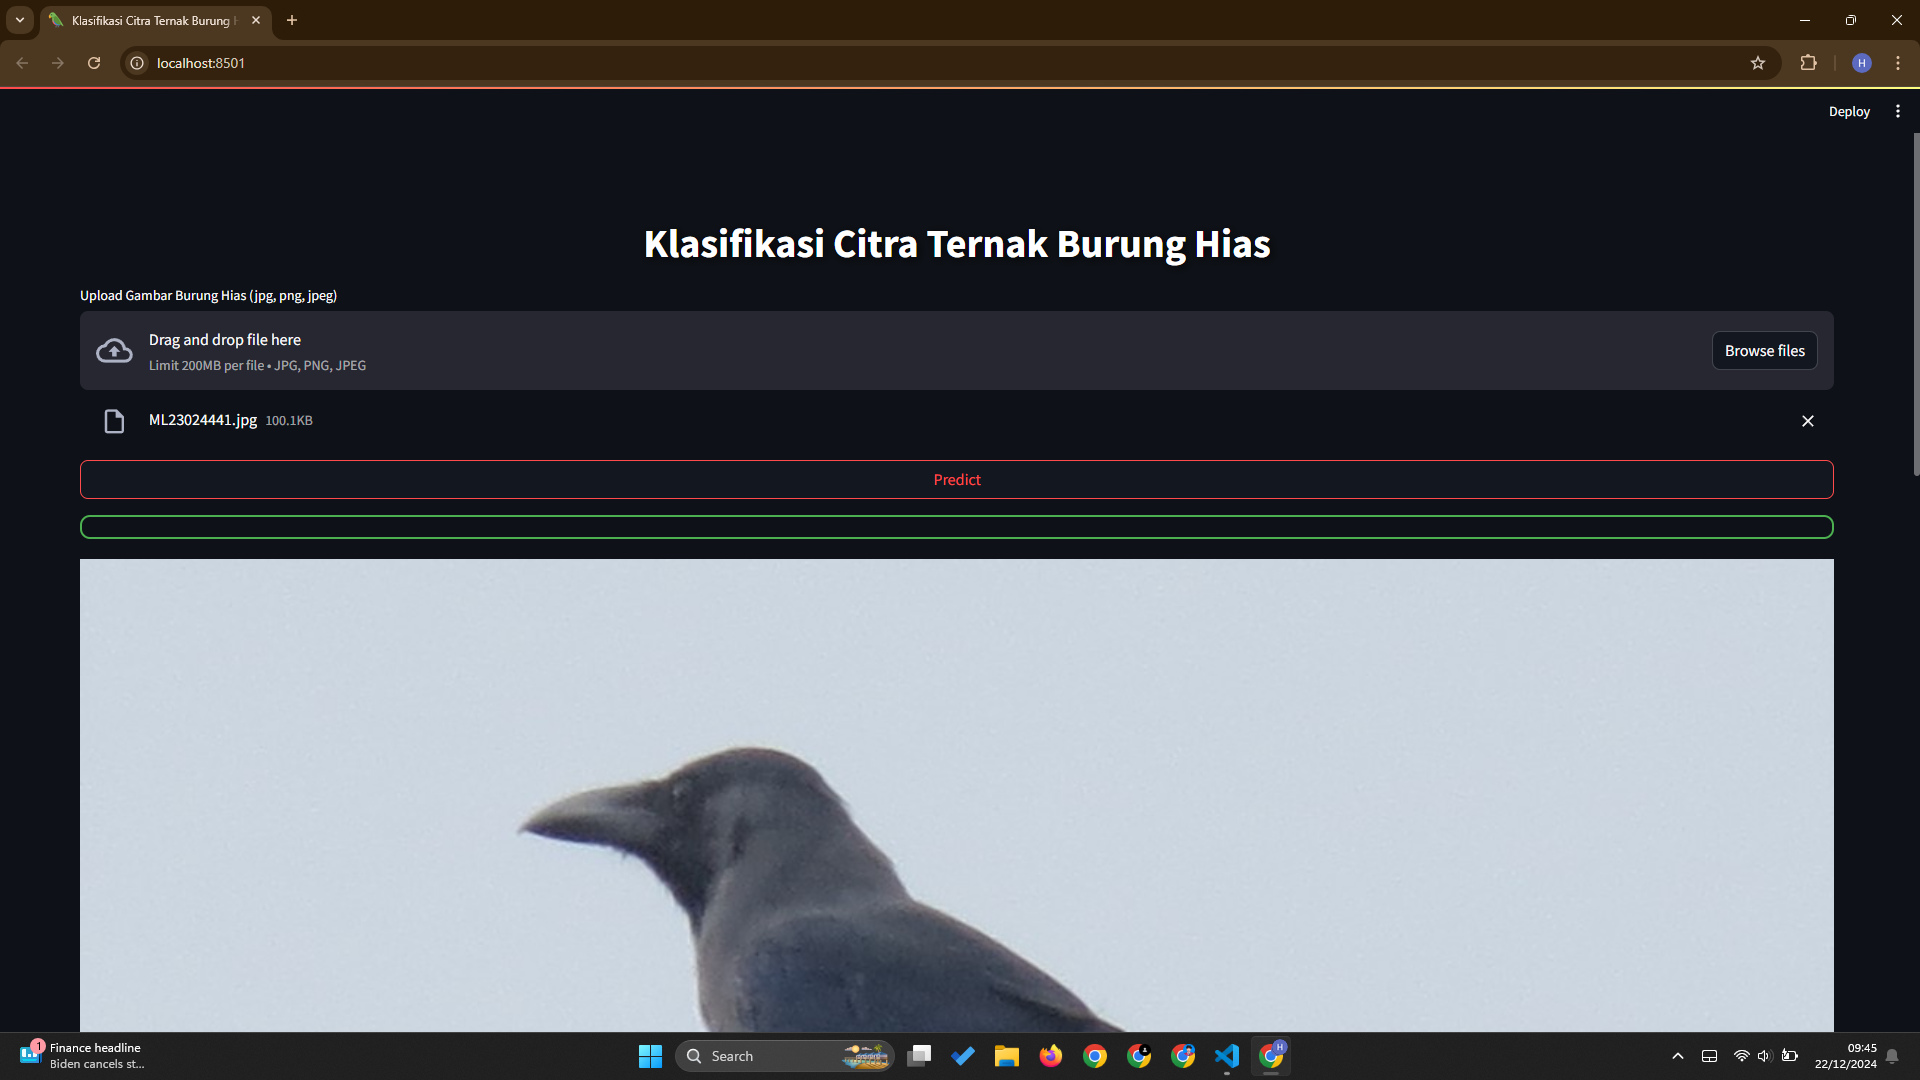 Klasifikasi Citra Ternak Burung H
localhost:8501
H
Deploy
Klasifikasi Citra Ternak Burung Hias
Upload Gambar Burung Hias (jpg, png, jpeg)
Drag and drop file here
Limit 200MB per file • JPG, PNG, JPEG
Browse files
ML23024441.jpg 100.1KB
Predict
1
Finance headline
Biden cancels st...
Search
H
09:45
22/12/2024